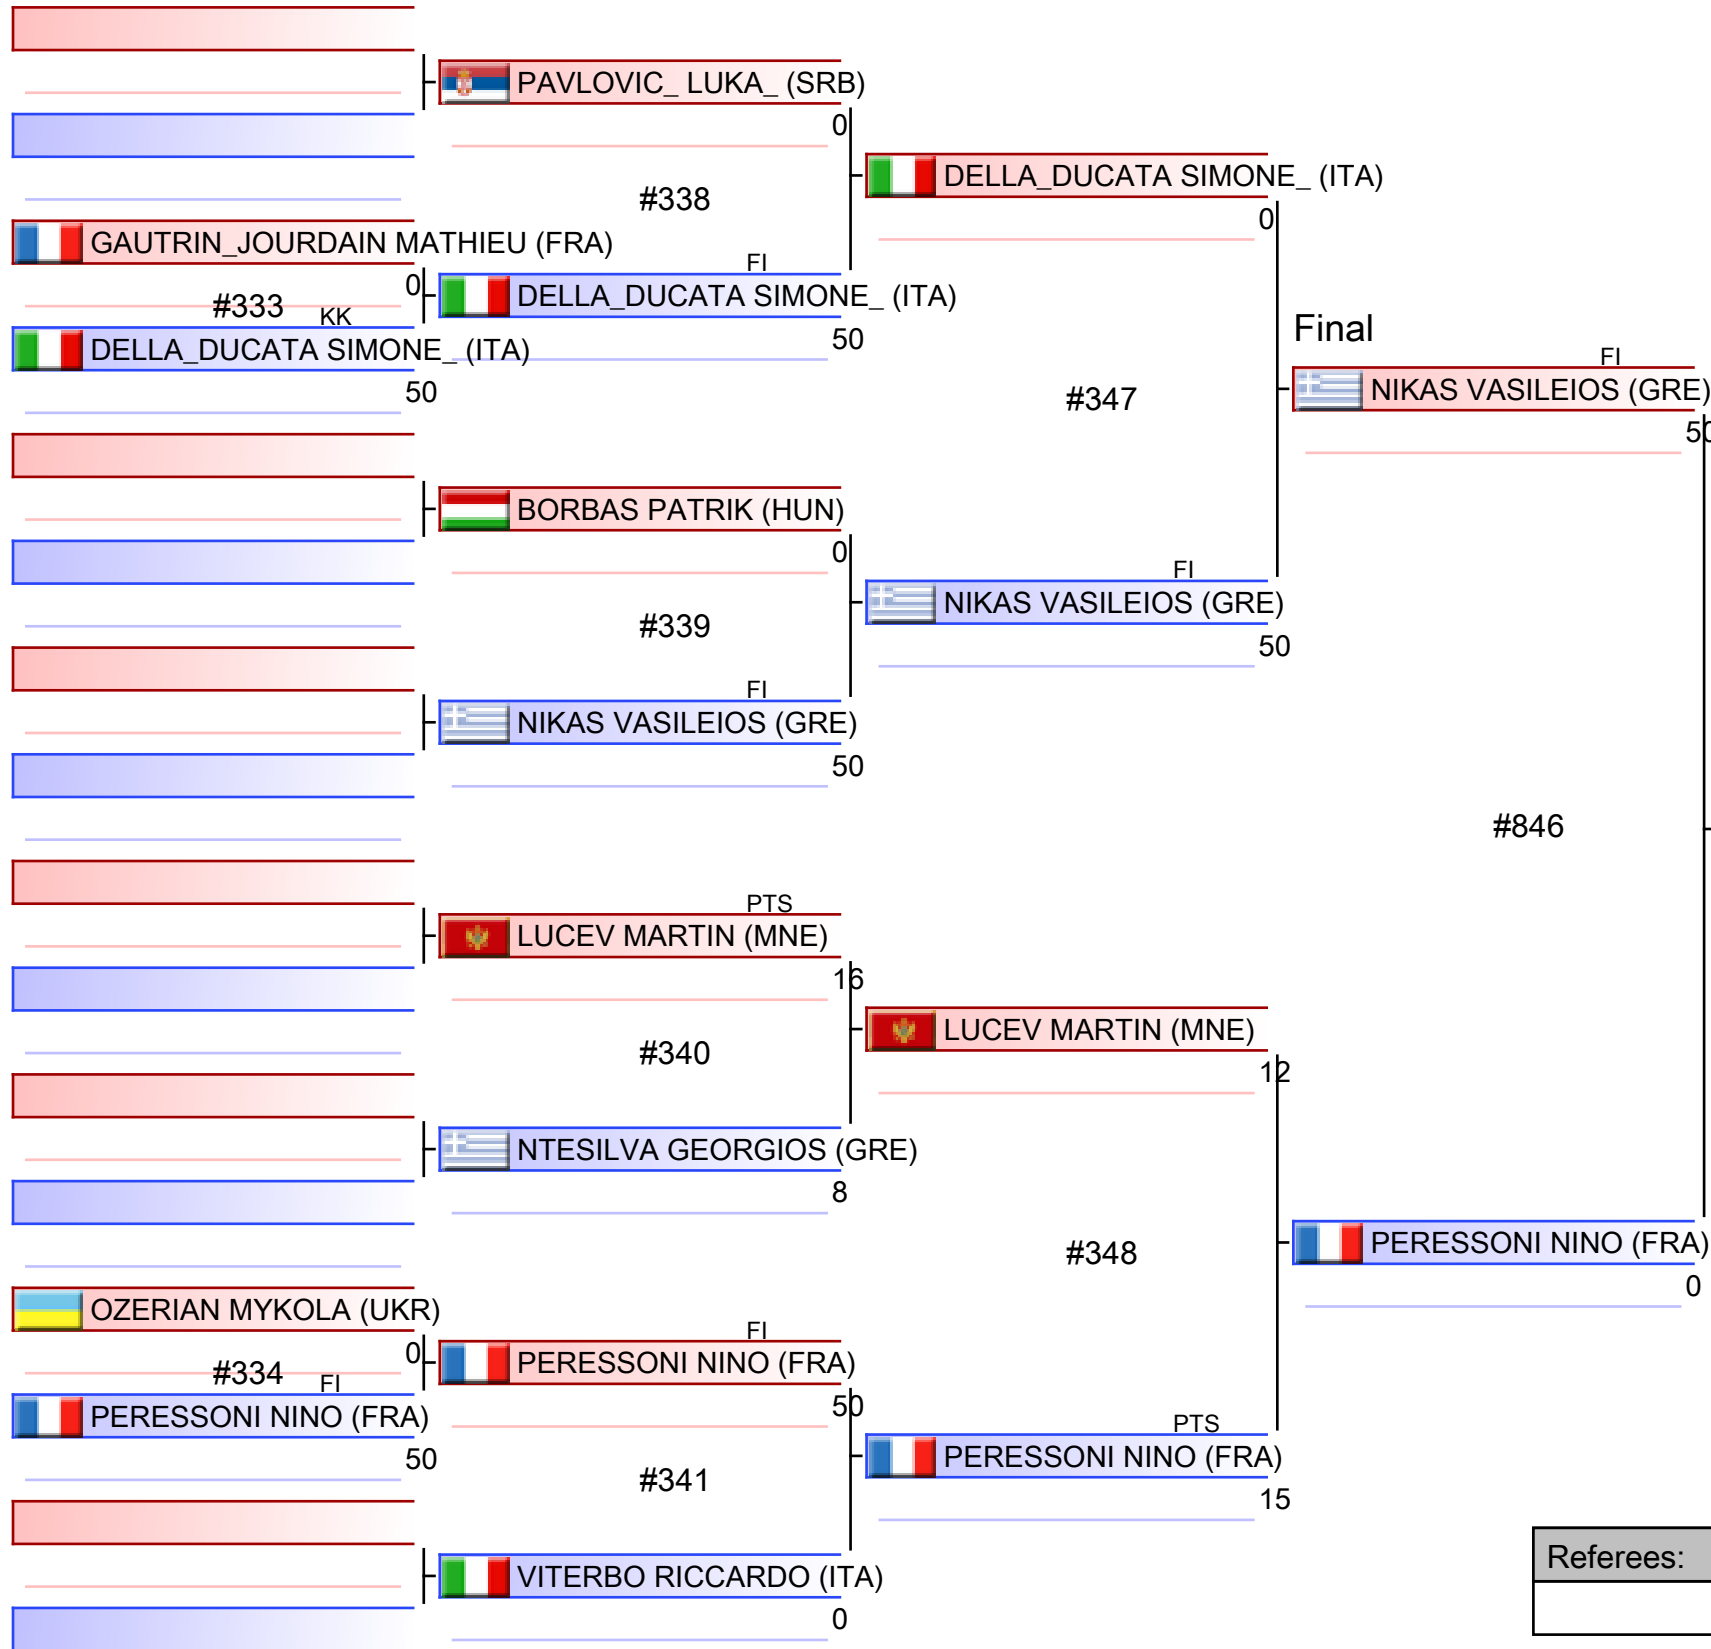 PAVLOVIC_ LUKA_ (SRB)
0
#338
DELLA_DUCATA SIMONE_ (ITA)
0
GAUTRIN_JOURDAIN MATHIEU (FRA)
0
#333 KK
DELLA_DUCATA SIMONE_ (ITA)
50
FI
DELLA_DUCATA SIMONE_ (ITA)
50
#347
Final
FI
NIKAS VASILEIOS (GRE)
50
BORBAS PATRIK (HUN)
0
#339
FI
NIKAS VASILEIOS (GRE)
50
FI
NIKAS VASILEIOS (GRE)
50
#846
PTS
LUCEV MARTIN (MNE)
16
#340
LUCEV MARTIN (MNE)
12
NTESILVA GEORGIOS (GRE)
8
#348
PERESSONI NINO (FRA)
0
OZERIAN MYKOLA (UKR)
0
#334 FI
PERESSONI NINO (FRA)
50
FI
PERESSONI NINO (FRA)
50
#341
PTS
PERESSONI NINO (FRA)
15
VITERBO RICCARDO (ITA)
0
Referees: